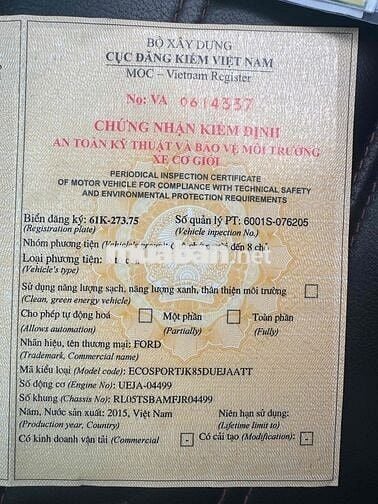 BỘ XÂY DỰNG
CỤC ĐĂNG KIỂM VIỆT NAM
MOC – Vietnam Register
No: VA 0614337
CHỨNG NHẬN KIỂM ĐỊNH
AN TOÀN KỸ THUẬT VÀ BẢO VỆ MÔI TRƯỜNG
XE CƠ GIỚI
PERIODICAL INSPECTION CERTIFICATE
OF MOTOR VEHICLE FOR COMPLIANCE WITH TECHNICAL SAFETY
AND ENVIRONMENTAL PROTECTION REQUIREMENTS
Biển đăng ký: 61K-273.75 Số quản lý PT: 6001S-076205
(Registration plate) (Vehicle inpection No.)
Nhóm phương tiện (Vehicle's đến 8 chỗ
Loại phương tiện:
(Vehicle's type)
Sử dụng năng lượng sạch, năng lượng xanh, thân thiện môi trường
(Clean, green energy vehicle)
Cho phép tự động hoá Một phần Toàn phần
(Allows automation) (Partially) (Fully)
Nhãn hiệu, tên thương mại: FORD
(Trademark, Commercial name)
Mã kiểu loại (Model code): ECOSPORTJK85DUEJAATT
Số động cơ (Engine No): UEJA-04499
Số khung (Chassis No): RL05TSBAMFJR04499
Năm, Nước sản xuất: 2015, Việt Nam Niên hạn sử dụng:
(Production year, Country) (Lifetime limit to)
Có kinh doanh vận tải (Commercial - Có cải tạo (Modification): -